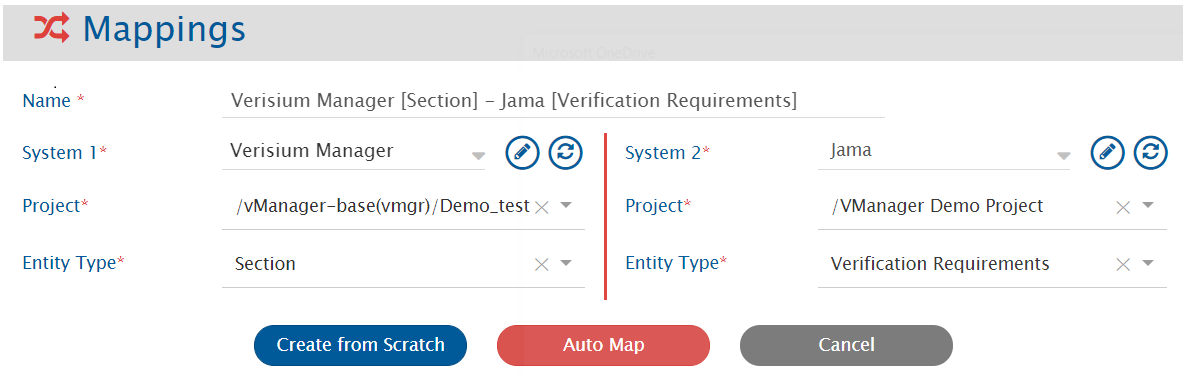 Mappings
Microsoft OneDrive
Name * Verisium Manager [Section] - Jama [Verification Requirements]
System 1* Verisium Manager System 2* Jama
Project* /vManager-base(vmgr)/Demo_test Project* /VManager Demo Project
Entity Type* Section Entity Type* Verification Requirements
Create from Scratch Auto Map Cancel